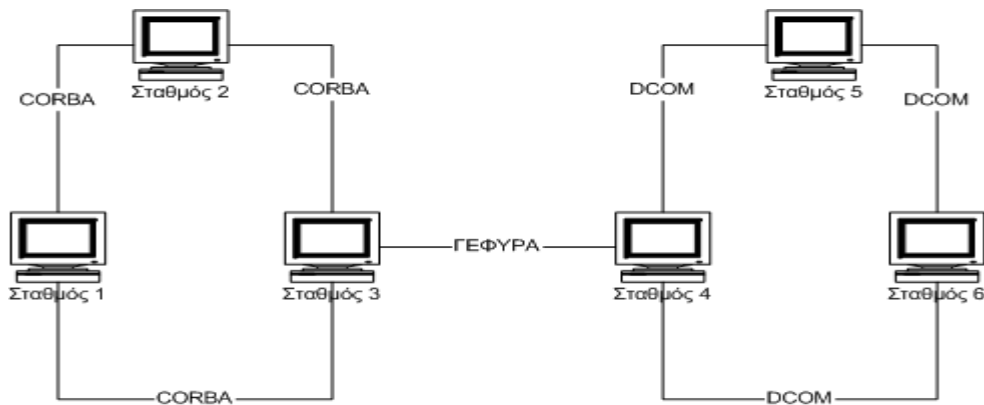 Σταθμός 2
Σταθμός 5
CORBA
CORBA
DCOM
DCOM
ΓΕΦΥΡΑ
Σταθμός 1
Σταθμός 3
Σταθμός 4
Σταθμός 6
CORBA
DCOM